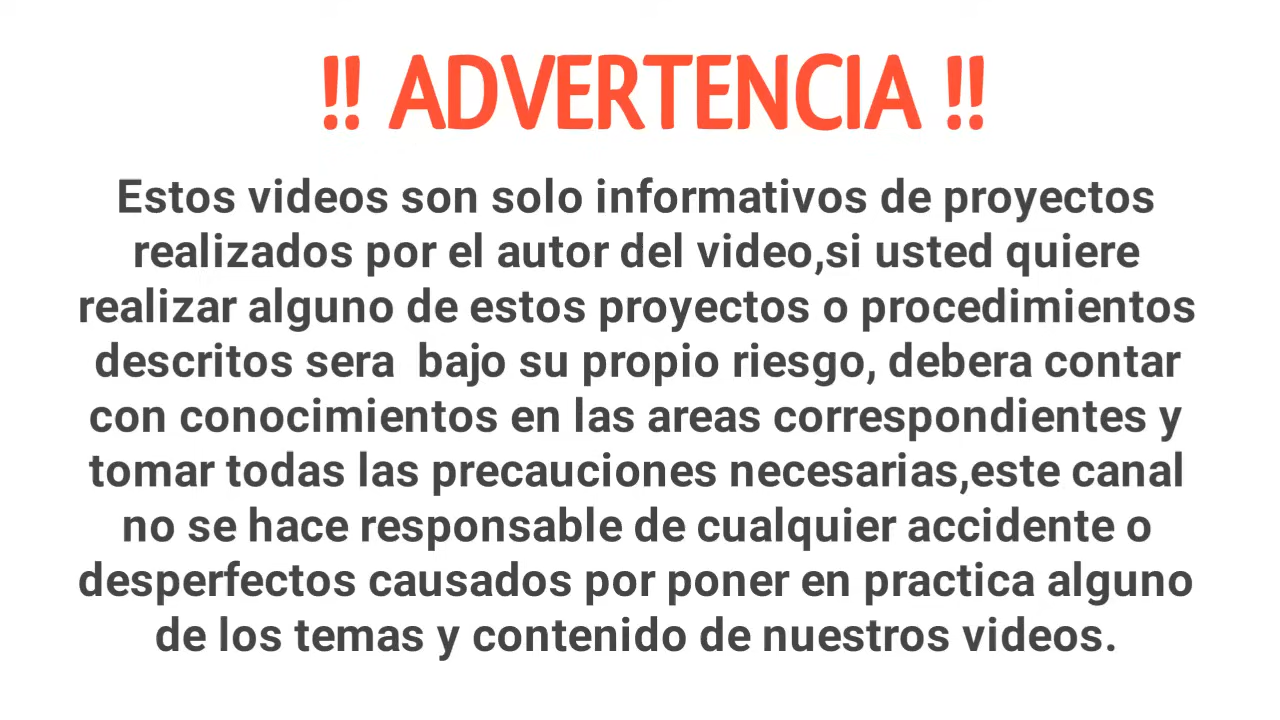 !! ADVERTENCIA !!
Estos videos son solo informativos de proyectos
realizados por el autor del video,si usted quiere
realizar alguno de estos proyectos o procedimientos
descritos sera  bajo su propio riesgo, debera contar
con conocimientos en las areas correspondientes y
tomar todas las precauciones necesarias,este canal
no se hace responsable de cualquier accidente o
desperfectos causados por poner en practica alguno
de los temas y contenido de nuestros videos.